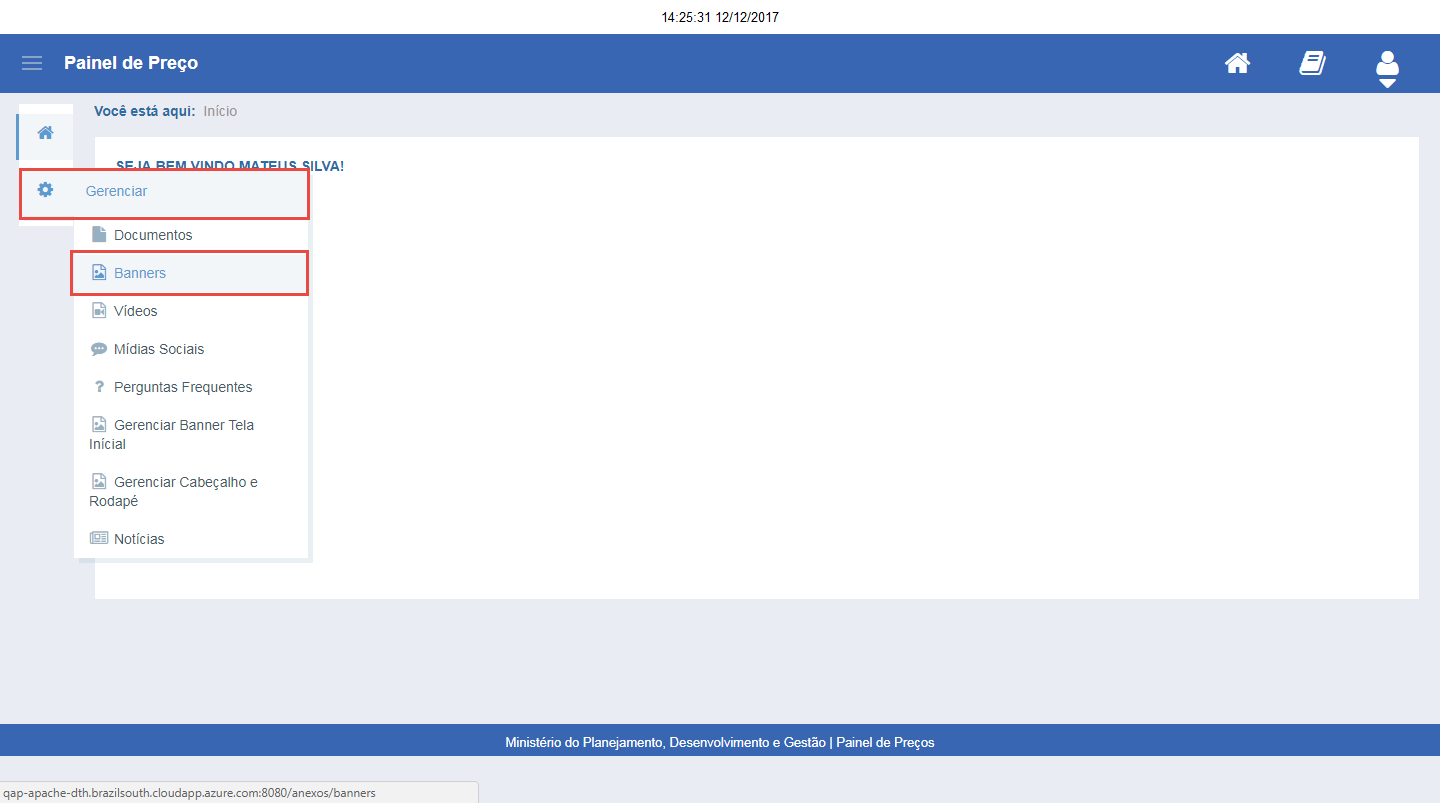 14:25:31 12/12/2017
Painel de Preço
Você está aqui: Início
SEJA BEM VINDO MATEUS SILVA!
Gerenciar
Documentos
Banners
Vídeos
Mídias Sociais
Perguntas Frequentes
Gerenciar Banner Tela
Inícial
Gerenciar Cabeçalho e
Rodapé
Notícias
Ministério do Planejamento, Desenvolvimento e Gestão | Painel de Preços
qap-apache-dth.brazilsouth.cloudapp.azure.com:8080/anexos/banners